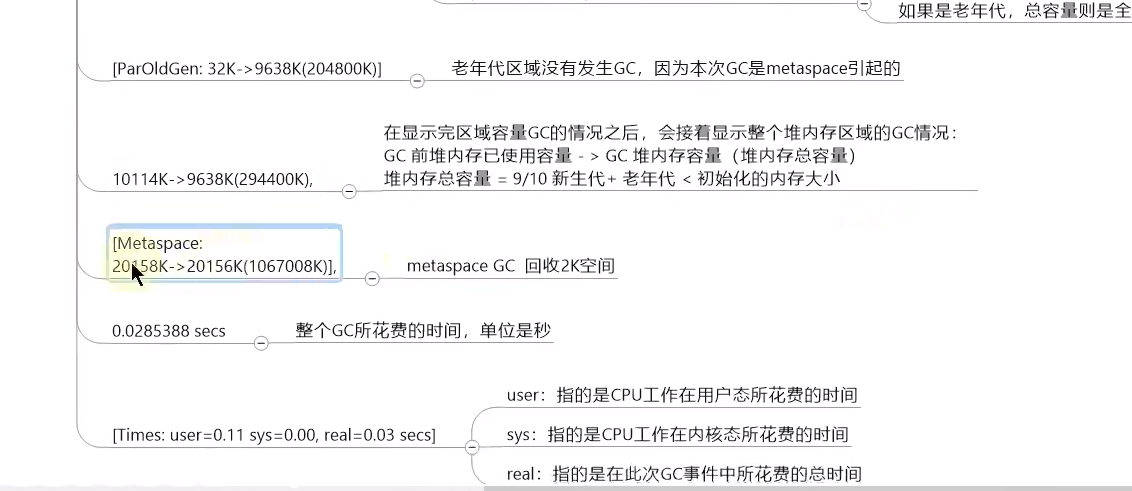 如果是老年代，总容量则是全
[ParOldGen: 32K->9638K(204800K)]
老年代区域没有发生GC，因为本次GC是metaspace引起的
在显示完区域容量GC的情况之后，会接着显示整个堆内存区域的GC情况：
GC 前堆内存已使用容量 - > GC 堆内存容量（堆内存总容量）
堆内存总容量 = 9/10 新生代+ 老年代 < 初始化的内存大小
10114K->9638K(294400K),
[Metaspace:
20158K->20156K(1067008K)],
metaspace GC 回收2K空间
0.0285388 secs
整个GC所花费的时间，单位是秒
[Times: user=0.11 sys=0.00, real=0.03 secs]
user：指的是CPU工作在用户态所花费的时间
sys：指的是CPU工作在内核态所花费的时间
real：指的是在此次GC事件中所花费的总时间